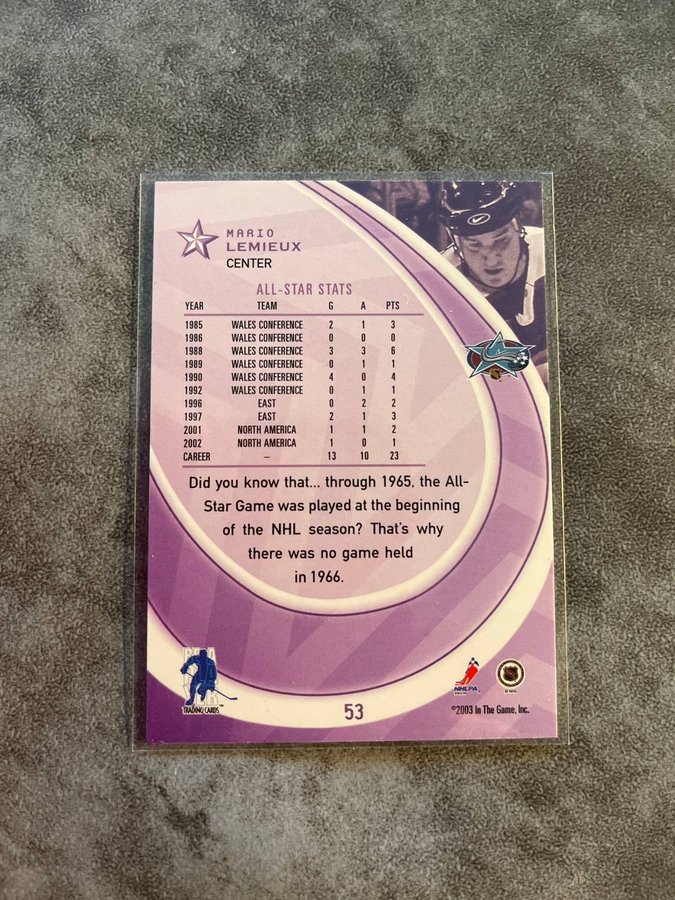 MARIO
LEMIEUX
CENTER
ALL-STAR STATS
YEAR TEAM G A PTS
1985 WALES CONFERENCE 2 1 3
1986 WALES CONFERENCE 0 0 0
1988 WALES CONFERENCE 3 3 6
1989 WALES CONFERENCE 0 1 1
1990 WALES CONFERENCE 4 0 4
1992 WALES CONFERENCE 0 1 1
1996 EAST 0 2 2
1997 EAST 2 1 3
2001 NORTH AMERICA 1 1 2
2002 NORTH AMERICA 1 0 1
CAREER – 13 10 23
Did you know that... through 1965, the All-
Star Game was played at the beginning
of the NHL season? That's why
there was no game held
in 1966.
TRADING CARDS™
53
NHLPA
© NHL
©2003 In The Game, Inc.